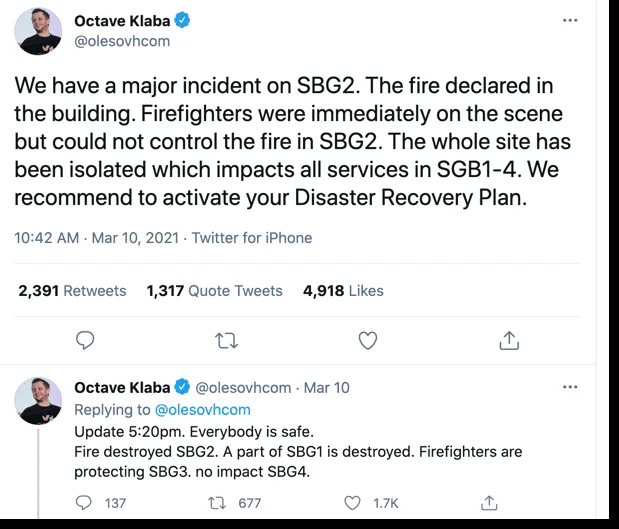 Octave Klaba
@olesovhcom
We have a major incident on SBG2. The fire declared in
the building. Firefighters were immediately on the scene
but could not control the fire in SBG2. The whole site has
been isolated which impacts all services in SGB1-4. We
recommend to activate your Disaster Recovery Plan.
10:42 AM · Mar 10, 2021 · Twitter for iPhone
2,391 Retweets 1,317 Quote Tweets 4,918 Likes
Octave Klaba @olesovhcom · Mar 10
Replying to @olesovhcom
Update 5:20pm. Everybody is safe.
Fire destroyed SBG2. A part of SBG1 is destroyed. Firefighters are
protecting SBG3. no impact SBG4.
137 677 1.7K